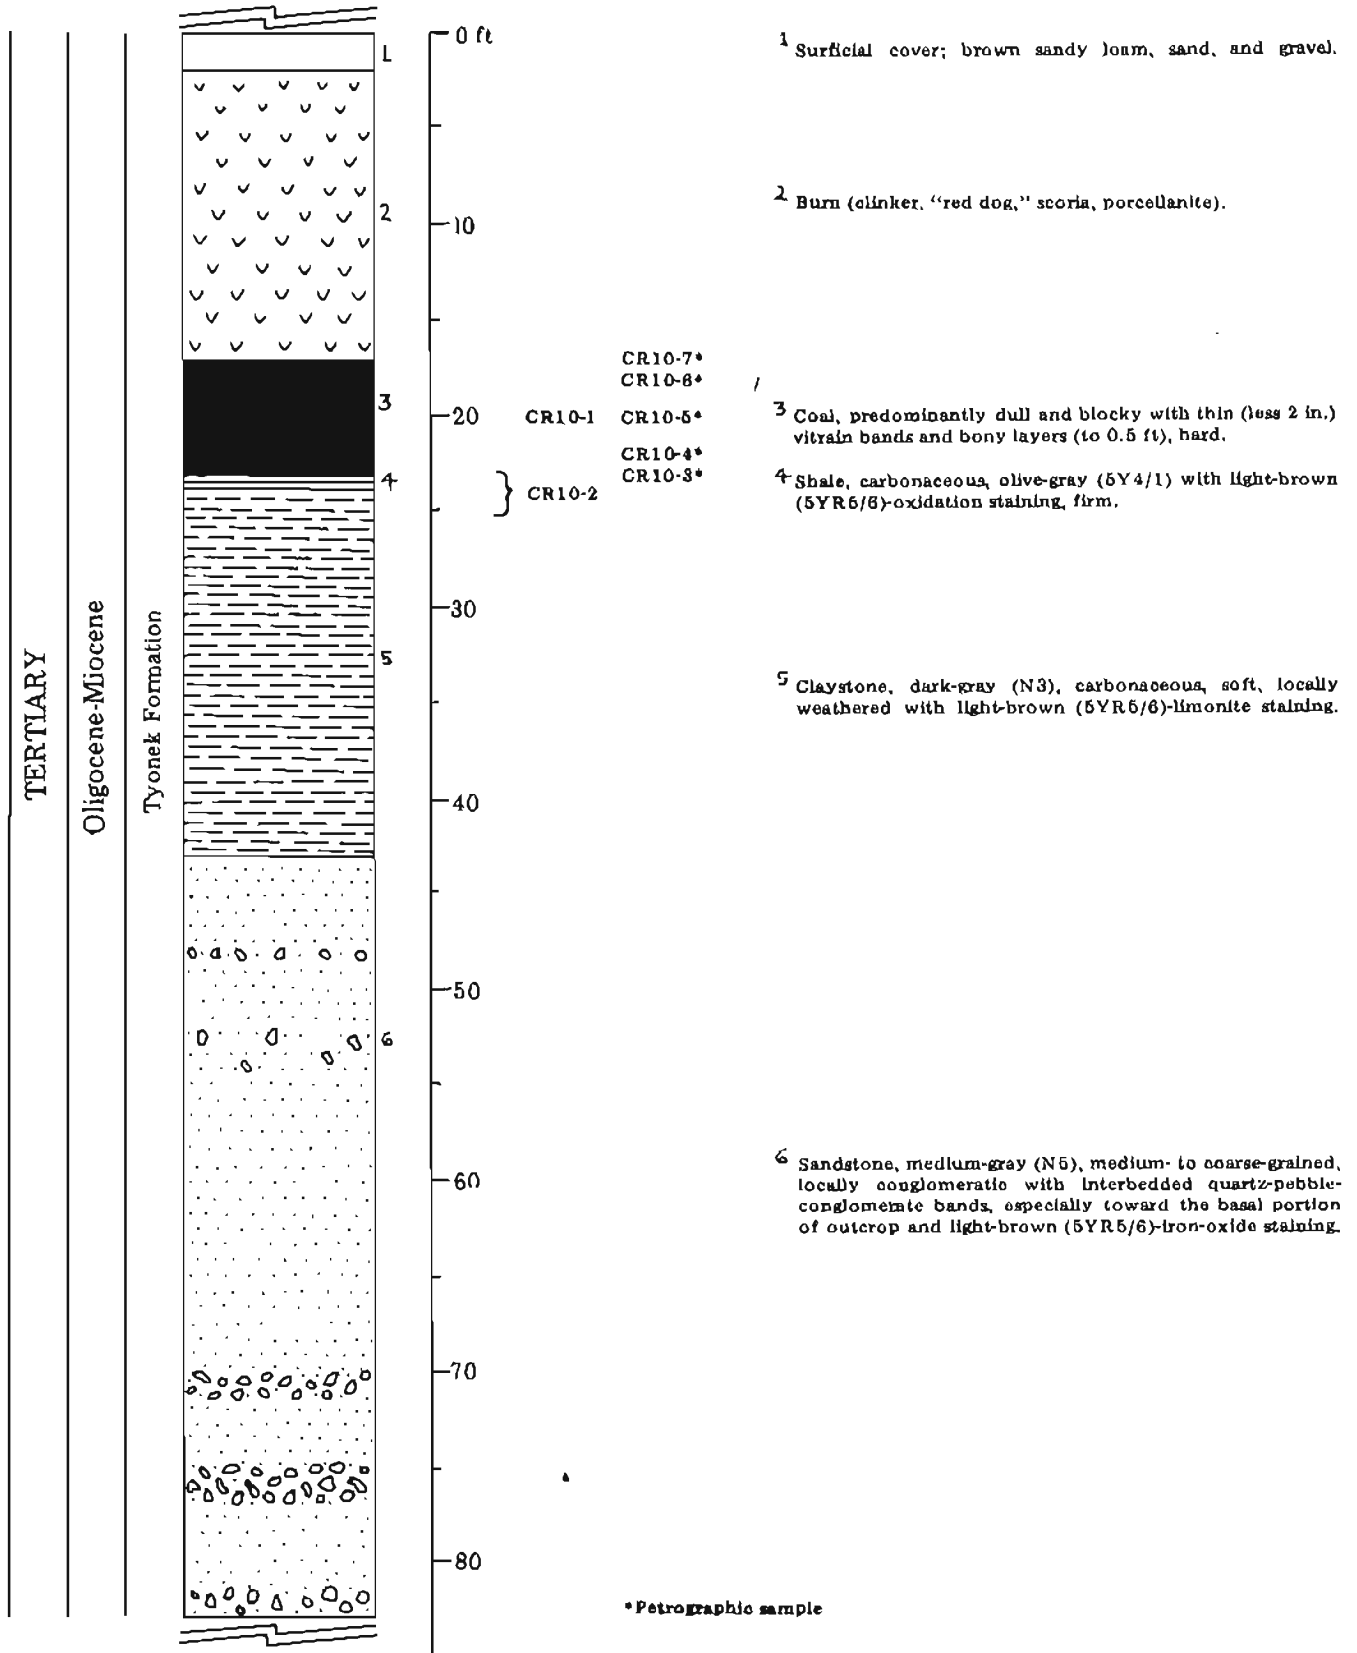 0 ft
1
2
10
3
20
4
30
5
40
50
6
60
70
80
TERTIARY
Oligocene-Miocene
Tyonek Formation
CR10-7*
CR10-6*
CR10-1 CR10-5*
CR10-4*
CR10-3*
CR10-2
1 Surficial cover; brown sandy loam, sand, and gravel.
2 Burn (clinker, "red dog," scoria, porcellanite).
3 Coal, predominantly dull and blocky with thin (less 2 in.)
vitrain bands and bony layers (to 0.5 ft), hard.
4 Shale, carbonaceous, olive-gray (5Y4/1) with light-brown
(5YR5/6)-oxidation staining, firm.
5 Claystone, dark-gray (N3), carbonaceous, soft, locally
weathered with light-brown (5YR5/6)-limonite staining.
6 Sandstone, medium-gray (N5), medium- to coarse-grained,
locally conglomeratic with interbedded quartz-pebble-
conglomerate bands, especially toward the basal portion
of outcrop and light-brown (5YR5/6)-iron-oxide staining.
*Petrographic sample